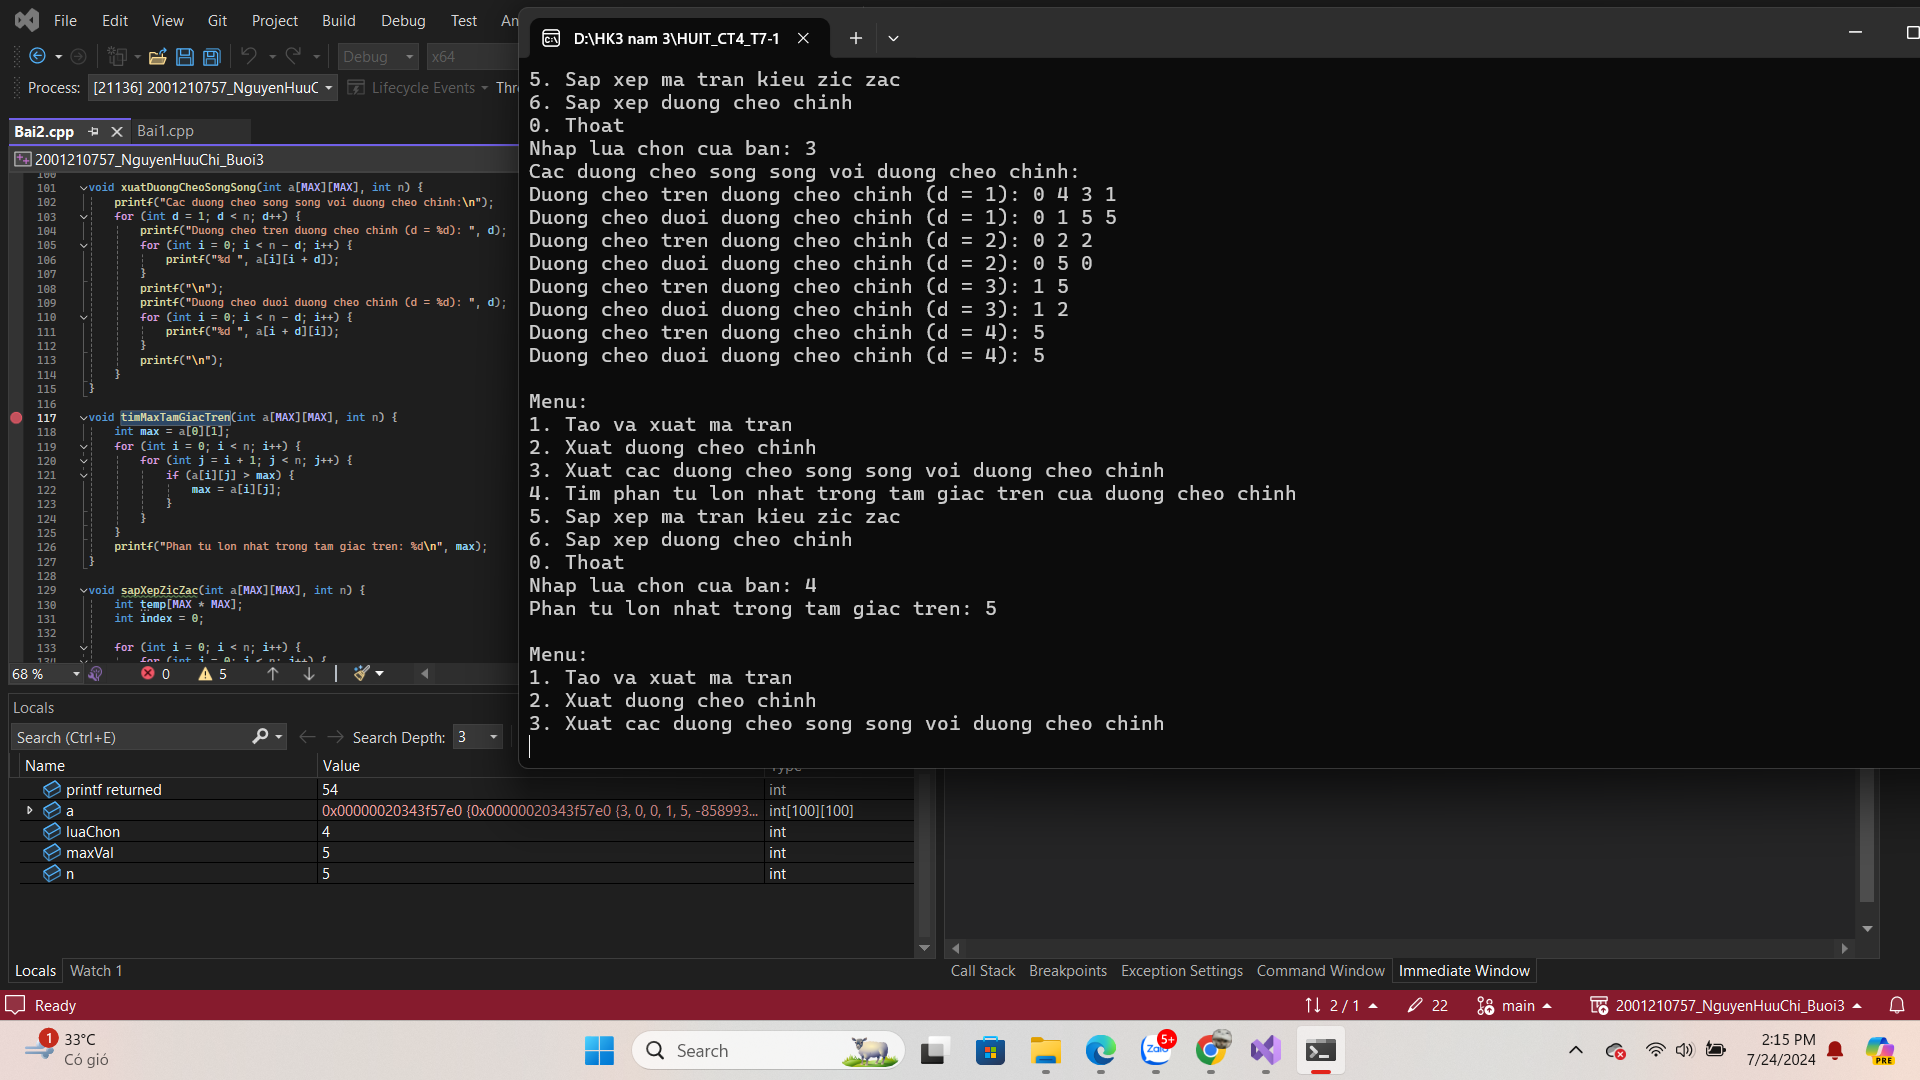 File Edit View Git Project Build Debug Test An
Debug x64
Process: [21136] 2001210757_NguyenHuuC Lifecycle Events Thr
Bai2.cpp Bai1.cpp
2001210757_NguyenHuuChi_Buoi3
100
101 void xuatDuongCheoSongSong(int a[MAX][MAX], int n) {
102 printf("Cac duong cheo song song voi duong cheo chinh:\n");
103 for (int d = 1; d < n; d++) {
104 printf("Duong cheo tren duong cheo chinh (d = %d): ", d);
105 for (int i = 0; i < n - d; i++) {
106 printf("%d ", a[i][i + d]);
107 }
108 printf("\n");
109 printf("Duong cheo duoi duong cheo chinh (d = %d): ", d);
110 for (int i = 0; i < n - d; i++) {
111 printf("%d ", a[i + d][i]);
112 }
113 printf("\n");
114 }
115 }
116
117 void timMaxTamGiacTren(int a[MAX][MAX], int n) {
118 int max = a[0][1];
119 for (int i = 0; i < n; i++) {
120 for (int j = i + 1; j < n; j++) {
121 if (a[i][j] > max) {
122 max = a[i][j];
123 }
124 }
125 }
126 printf("Phan tu lon nhat trong tam giac tren: %d\n", max);
127 }
128
129 void sapXepZicZac(int a[MAX][MAX], int n) {
130 int temp[MAX * MAX];
131 int index = 0;
132
133 for (int i = 0; i < n; i++) {
68 % 0 5
Locals
Search (Ctrl+E) Search Depth: 3
Name Value Type
printf returned 54 int
a 0x00000020343f57e0 {0x00000020343f57e0 {3, 0, 0, 1, 5, -858993... int[100][100]
luaChon 4 int
maxVal 5 int
n 5 int
Locals Watch 1
D:\HK3 nam 3\HUIT_CT4_T7-1
5. Sap xep ma tran kieu zic zac
6. Sap xep duong cheo chinh
0. Thoat
Nhap lua chon cua ban: 3
Cac duong cheo song song voi duong cheo chinh:
Duong cheo tren duong cheo chinh (d = 1): 0 4 3 1
Duong cheo duoi duong cheo chinh (d = 1): 0 1 5 5
Duong cheo tren duong cheo chinh (d = 2): 0 2 2
Duong cheo duoi duong cheo chinh (d = 2): 0 5 0
Duong cheo tren duong cheo chinh (d = 3): 1 5
Duong cheo duoi duong cheo chinh (d = 3): 1 2
Duong cheo tren duong cheo chinh (d = 4): 5
Duong cheo duoi duong cheo chinh (d = 4): 5
Menu:
1. Tao va xuat ma tran
2. Xuat duong cheo chinh
3. Xuat cac duong cheo song song voi duong cheo chinh
4. Tim phan tu lon nhat trong tam giac tren cua duong cheo chinh
5. Sap xep ma tran kieu zic zac
6. Sap xep duong cheo chinh
0. Thoat
Nhap lua chon cua ban: 4
Phan tu lon nhat trong tam giac tren: 5
Menu:
1. Tao va xuat ma tran
2. Xuat duong cheo chinh
3. Xuat cac duong cheo song song voi duong cheo chinh
Call Stack Breakpoints Exception Settings Command Window Immediate Window
Ready 2 / 1 22 main 2001210757_NguyenHuuChi_Buoi3
1 33°C
Có gió
Search
Zalo 5+
2:15 PM
7/24/2024
PRE